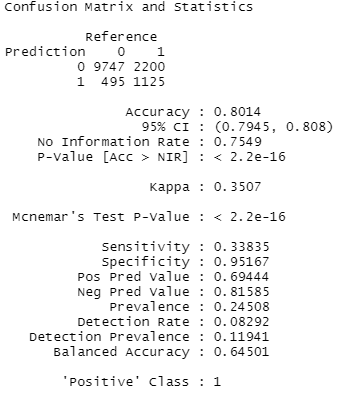 Confusion Matrix and Statistics
Reference
Prediction 0 1
0 9747 2200
1 495 1125
Accuracy : 0.8014
95% CI : (0.7945, 0.808)
No Information Rate : 0.7549
P-Value [Acc > NIR] : < 2.2e-16
Kappa : 0.3507
Mcnemar's Test P-Value : < 2.2e-16
Sensitivity : 0.33835
Specificity : 0.95167
Pos Pred Value : 0.69444
Neg Pred Value : 0.81585
Prevalence : 0.24508
Detection Rate : 0.08292
Detection Prevalence : 0.11941
Balanced Accuracy : 0.64501
'Positive' Class : 1